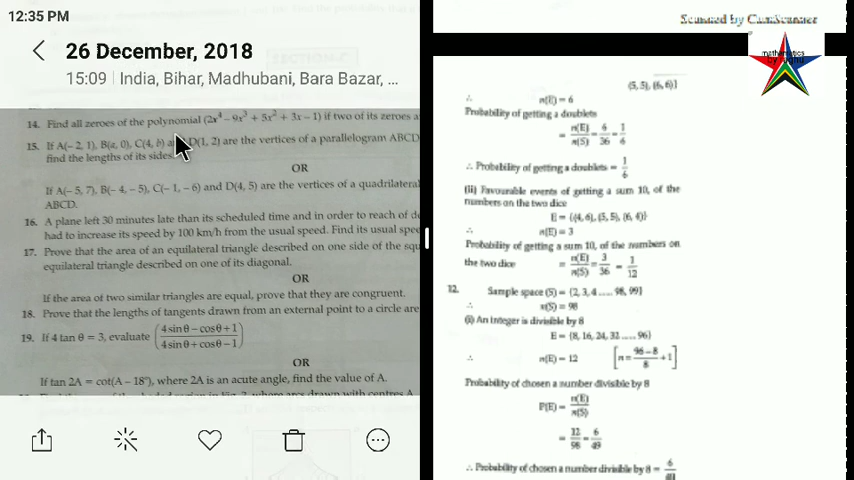 12:35 PM
26 December, 2018
15:09 India, Bihar, Madhubani, Bara Bazar, ...
14. Find all zeroes of the polynomial (2x⁴ – 9x³ + 5x² + 3x – 1) if two of its zeroes a
15. If A(– 2, 1), B(a, 0), C(4, b) a D(1, 2) are the vertices of a parallelogram ABCD
find the lengths of its sides
OR
If A(– 5, 7), B(– 4, – 5), C(–1, – 6) and D(4, 5) are the vertices of a quadrilateral
ABCD.
16. A plane left 30 minutes late than its scheduled time and in order to reach of de
had to increase its speed by 100 km/h from the usual speed. Find its usual spee
17. Prove that the area of an equilateral triangle described on one side of the squ
equilateral triangle described on one of its diagonal.
OR
If the area of two similar triangles are equal, prove that they are congruent.
18. Prove that the lengths of tangents drawn from an external point to a circle are
19. If 4 tan θ = 3, evaluate (4 sin θ – cos θ + 1 / 4 sin θ + cos θ – 1)
OR
If tan 2A = cot(A – 18°), where 2A is an acute angle, find the value of A.
Scanned by CamScanner
mathematics
(5, 5), (6, 6)}
∴ n(E) = 6
Probability of getting a doublets
= n(E)/n(S) = 6/36 = 1/6
∴ Probability of getting a doublets = 1/6
(ii) Favourable events of getting a sum 10, of the
numbers on the two dice
E = {(4, 6), (5, 5), (6, 4)}
∴ n(E) = 3
Probability of getting a sum 10, of the numbers on
the two dice = n(E)/n(S) = 3/36 = 1/12
12. Sample space (S) = {2, 3, 4 ..... 98, 99}
∴ n(S) = 98
(i) An integer is divisible by 8
E = {8, 16, 24, 32 ..... 96}
∴ n(E) = 12 [n = 96 – 8 / 8 + 1]
Probability of chosen a number divisible by 8
P(E) = n(E)/n(S)
= 12/98 = 6/49
∴ Probability of chosen a number divisible by 8 = 6/49